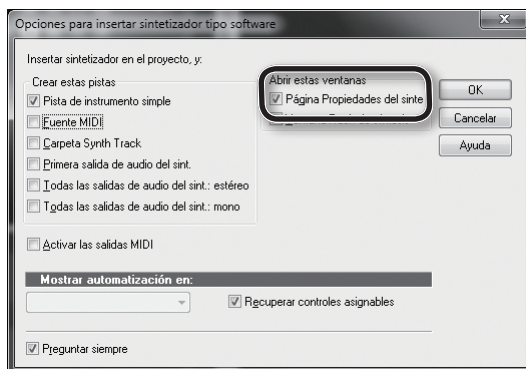 Opciones para insertar sintetizador tipo software
Insertar sintetizador en el proyecto, y:
Crear estas pistas
Pista de instrumento simple
Fuente MIDI
Carpeta Synth Track
Primera salida de audio del sint.
Todas las salidas de audio del sint.: estéreo
Todas las salidas de audio del sint.: mono
Activar las salidas MIDI
Abrir estas ventanas
Página Propiedades del sinte
OK
Cancelar
Ayuda
Mostrar automatización en:
Recuperar controles asignables
Preguntar siempre